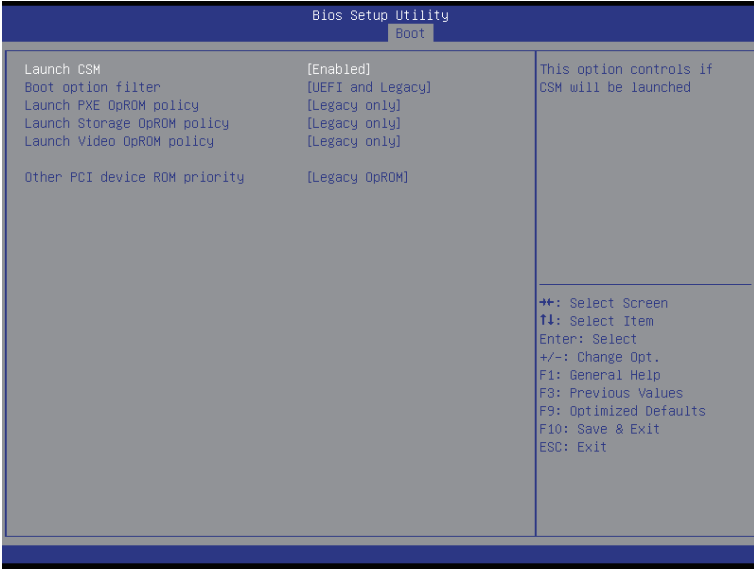 Bios Setup Utility
Boot
Launch CSM [Enabled]
Boot option filter [UEFI and Legacy]
Launch PXE OpROM policy [Legacy only]
Launch Storage OpROM policy [Legacy only]
Launch Video OpROM policy [Legacy only]
Other PCI device ROM priority [Legacy OpROM]
This option controls if
CSM will be launched
→←: Select Screen
↑↓: Select Item
Enter: Select
+/-: Change Opt.
F1: General Help
F3: Previous Values
F9: Optimized Defaults
F10: Save & Exit
ESC: Exit